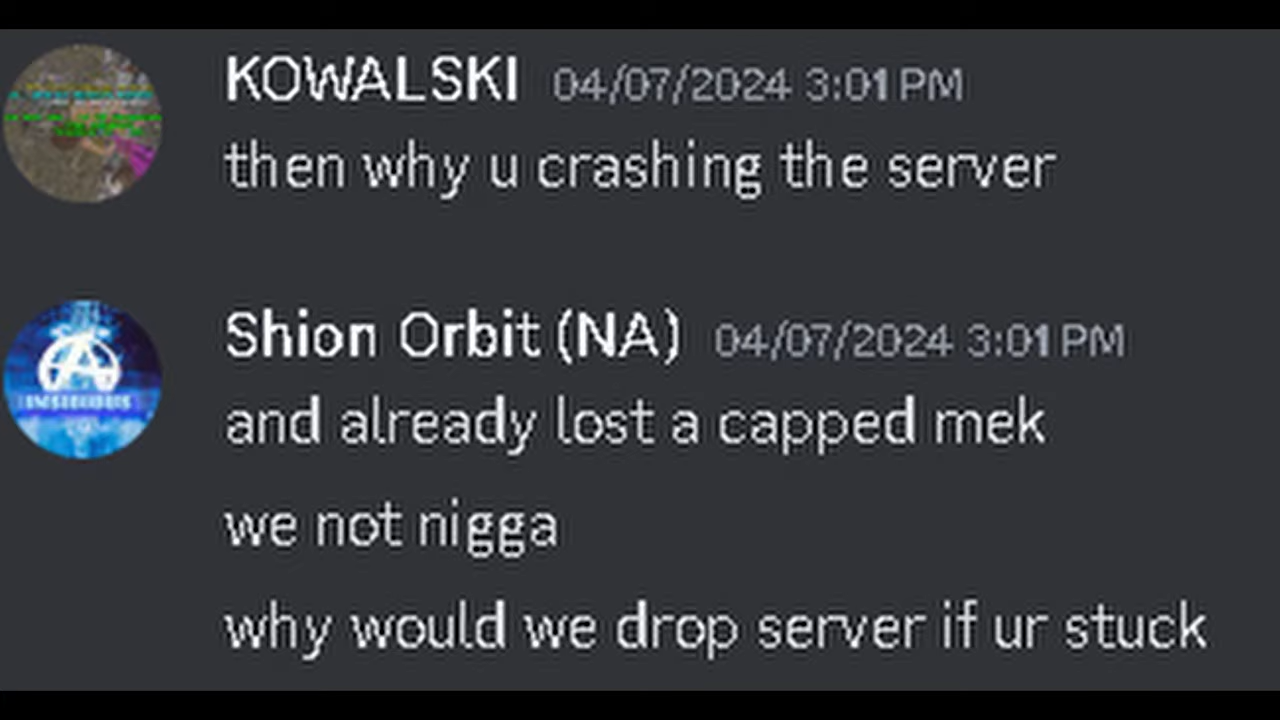 KOWALSKI 04/07/2024 3:01 PM
then why u crashing the server
Shion Orbit (NA) 04/07/2024 3:01 PM
and already lost a capped mek
we not nigga
why would we drop server if ur stuck